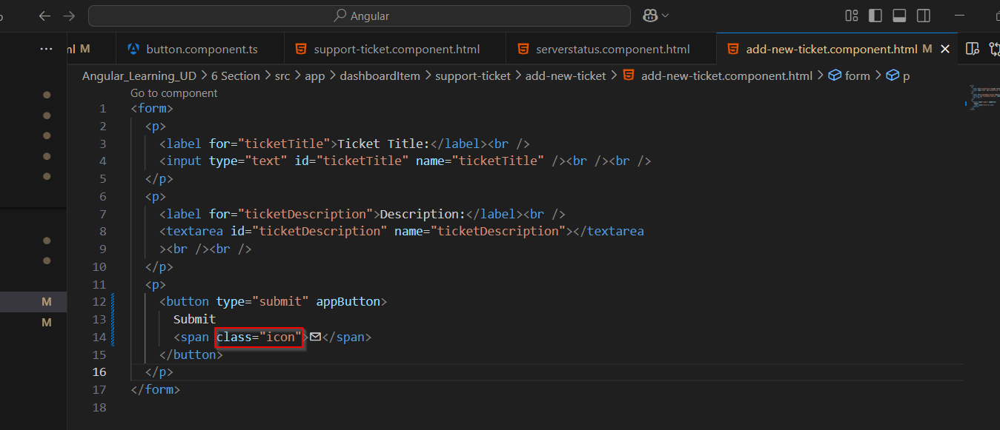 Angular
ml M
button.component.ts
support-ticket.component.html
serverstatus.component.html
add-new-ticket.component.html M
Angular_Learning_UD > 6 Section > src > app > dashboardItem > support-ticket > add-new-ticket > add-new-ticket.component.html > form > p
Go to component
1 <form>
2 <p>
3 <label for="ticketTitle">Ticket Title:</label><br />
4 <input type="text" id="ticketTitle" name="ticketTitle" /><br /><br />
5 </p>
6 <p>
7 <label for="ticketDescription">Description:</label><br />
8 <textarea id="ticketDescription" name="ticketDescription"></textarea
9 ><br /><br />
10 </p>
11 <p>
M 12 <button type="submit" appButton>
M 13 Submit
14 <span class="icon">🖂</span>
15 </button>
16 </p>
17 </form>
18